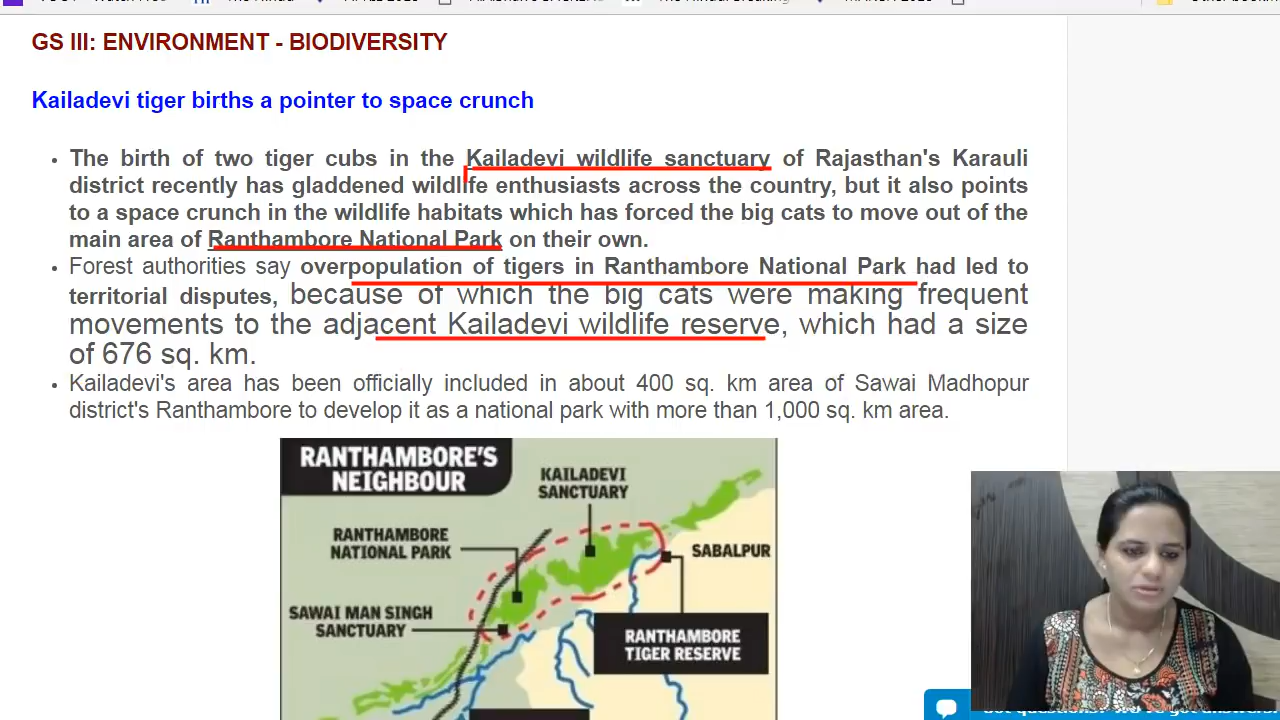 GS III: ENVIRONMENT - BIODIVERSITY
Kailadevi tiger births a pointer to space crunch
• The birth of two tiger cubs in the Kailadevi wildlife sanctuary of Rajasthan's Karauli
district recently has gladdened wildlife enthusiasts across the country, but it also points
to a space crunch in the wildlife habitats which has forced the big cats to move out of the
main area of Ranthambore National Park on their own.
• Forest authorities say overpopulation of tigers in Ranthambore National Park had led to
territorial disputes, because of which the big cats were making frequent
movements to the adjacent Kailadevi wildlife reserve, which had a size
of 676 sq. km.
• Kailadevi's area has been officially included in about 400 sq. km area of Sawai Madhopur
district's Ranthambore to develop it as a national park with more than 1,000 sq. km area.
RANTHAMBORE'S
NEIGHBOUR
KAILADEVI
SANCTUARY
RANTHAMBORE
NATIONAL PARK
SABALPUR
SAWAI MAN SINGH
SANCTUARY
RANTHAMBORE
TIGER RESERVE